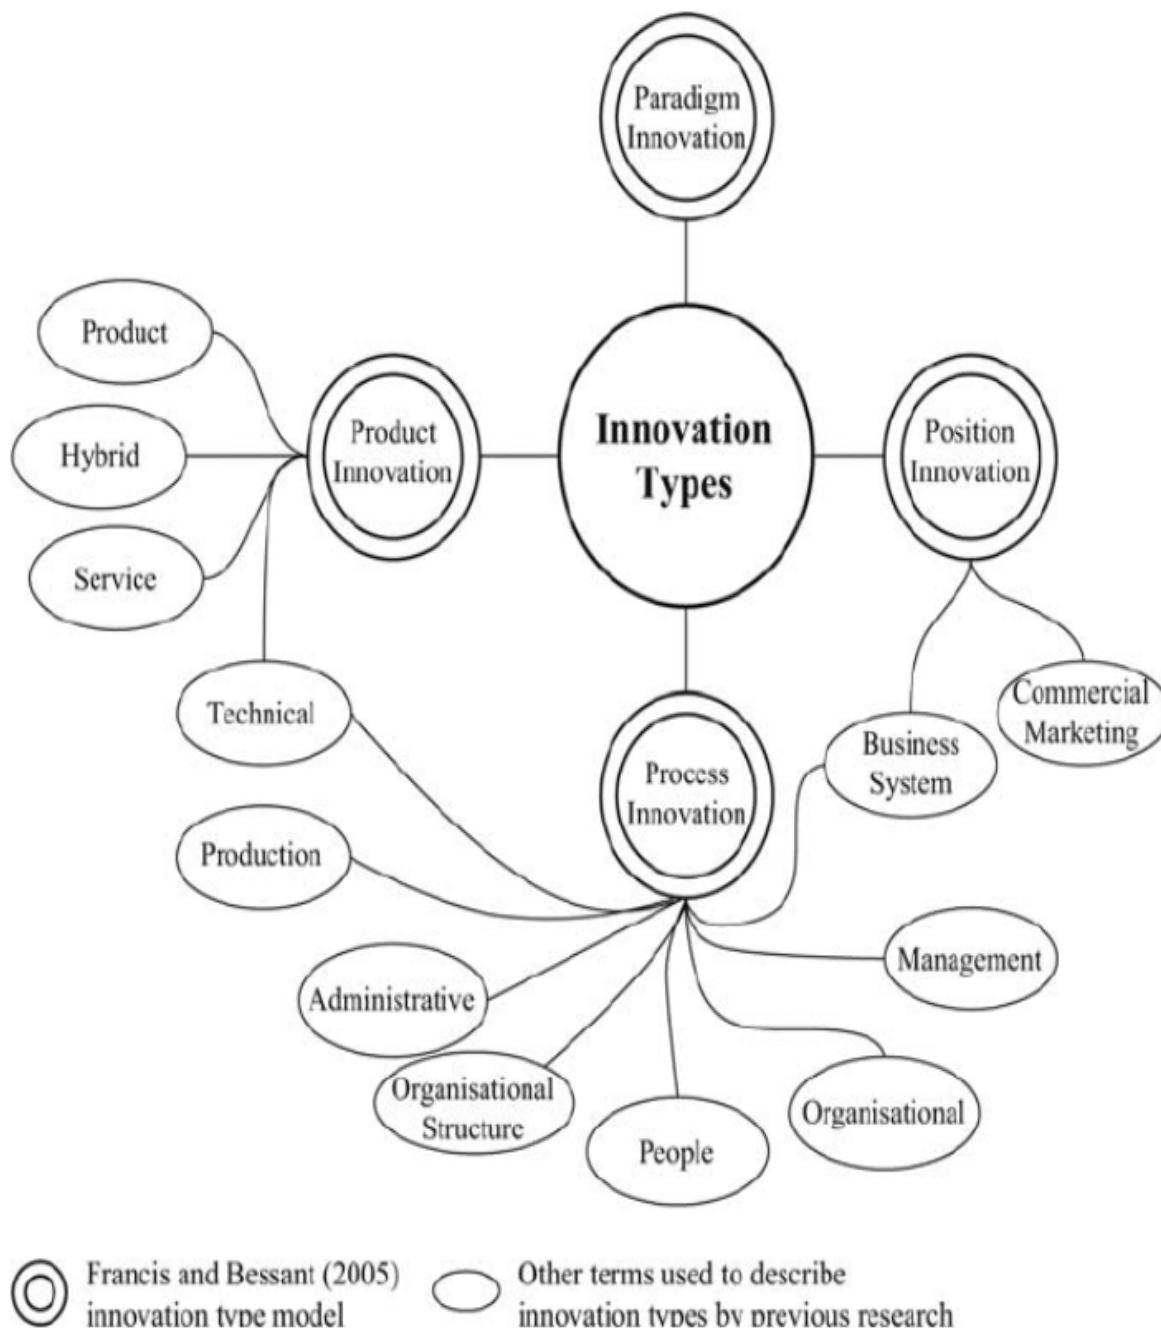 Paradigm
Innovation
Product
Hybrid
Service
Product
Innovation
Innovation
Types
Position
Innovation
Technical
Production
Process
Innovation
Business
System
Commercial
Marketing
Administrative
Organisational
Structure
People
Organisational
Management
Francis and Bessant (2005)
innovation type model
Other terms used to describe
innovation types by previous research